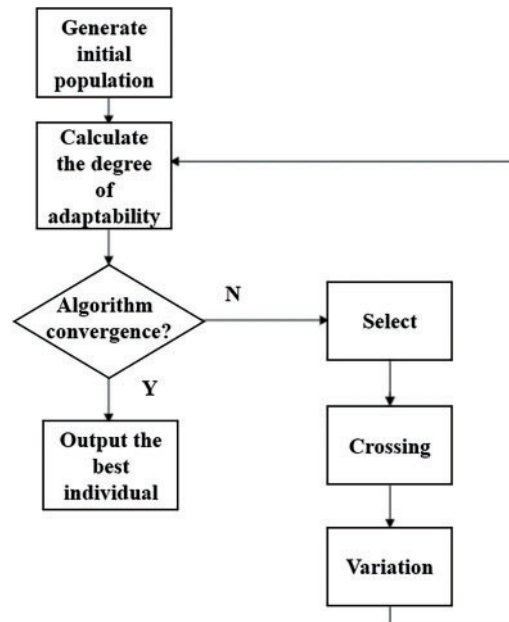 Generate
initial
population
Calculate
the degree
of
adaptability
Algorithm
convergence?
N
Select
Y
Output the
best
individual
Crossing
Variation